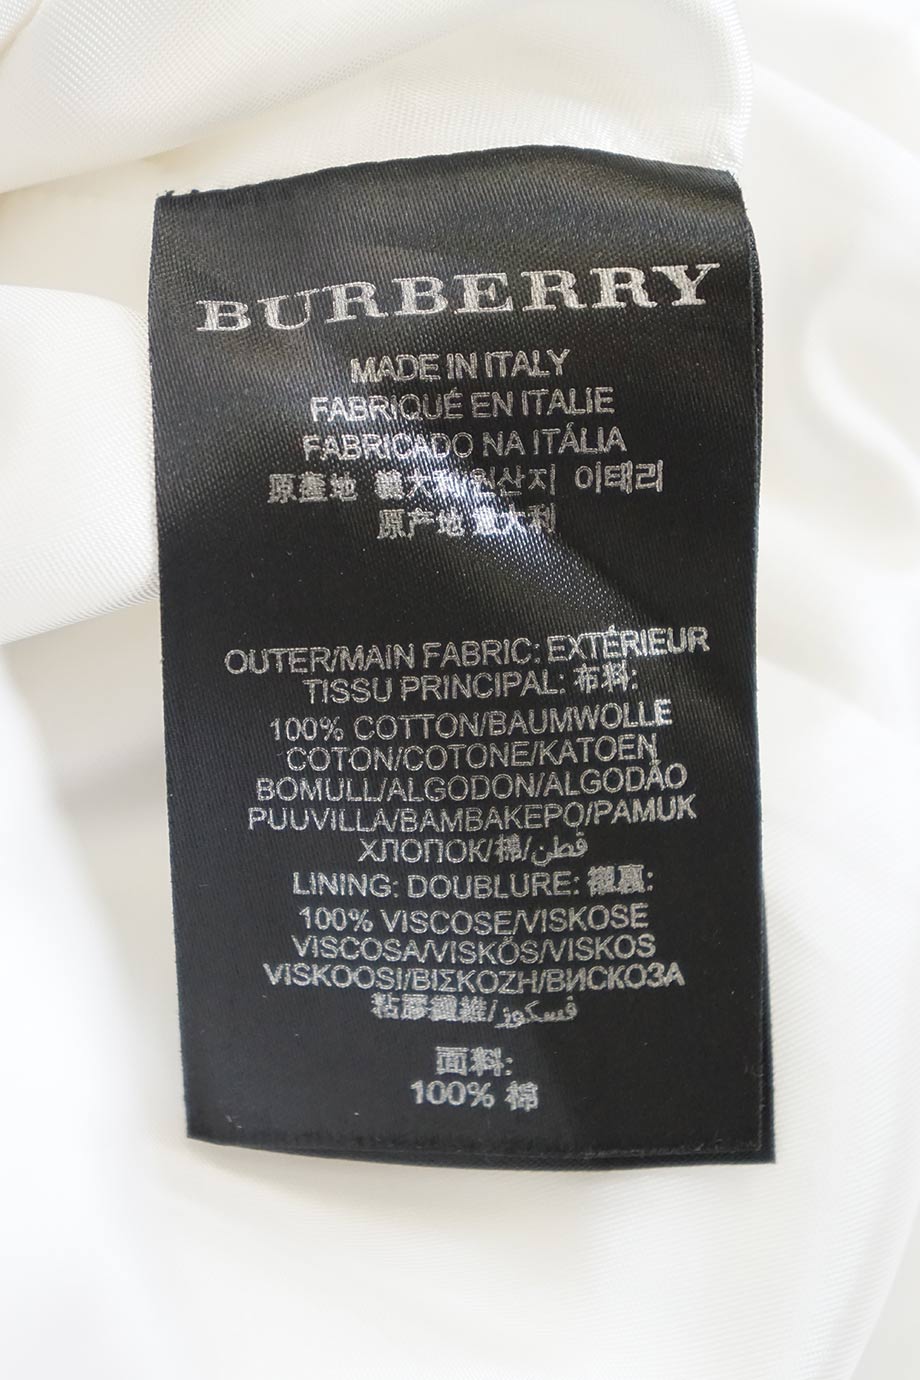 BURBERRY
MADE IN ITALY
FABRIQUÉ EN ITALIE
FABRICADO NA ITÁLIA
原產地 義大利 원산지 이태리
原产地 意大利
OUTER/MAIN FABRIC: EXTÉRIEUR
TISSU PRINCIPAL: 布料:
100% COTTON/BAUMWOLLE
COTON/COTONE/KATOEN
BOMULL/ALGODON/ALGODÃO
PUUVILLA/BAMBAKEPO/PAMUK
ХЛОПОК/棉/قطن
LINING: DOUBLURE: 襯裏:
100% VISCOSE/VISKOSE
VISCOSA/VISKÕS/VISKOS
VISKOOSI/ΒΙΣΚΟΖΗ/ВИСКОЗА
粘膠纖維/فسكوز
面料:
100% 棉